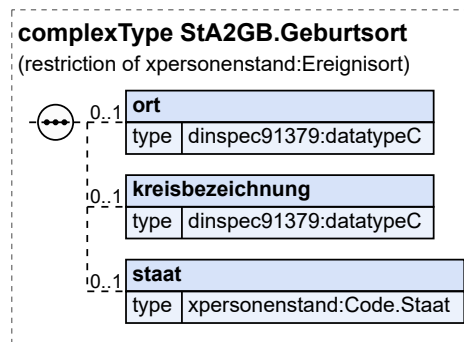 complexType StA2GB.Geburtsort
(restriction of xpersonenstand:Ereignisort)
0..1 ort
type dinspec91379:datatypeC
0..1 kreisbezeichnung
type dinspec91379:datatypeC
0..1 staat
type xpersonenstand:Code.Staat